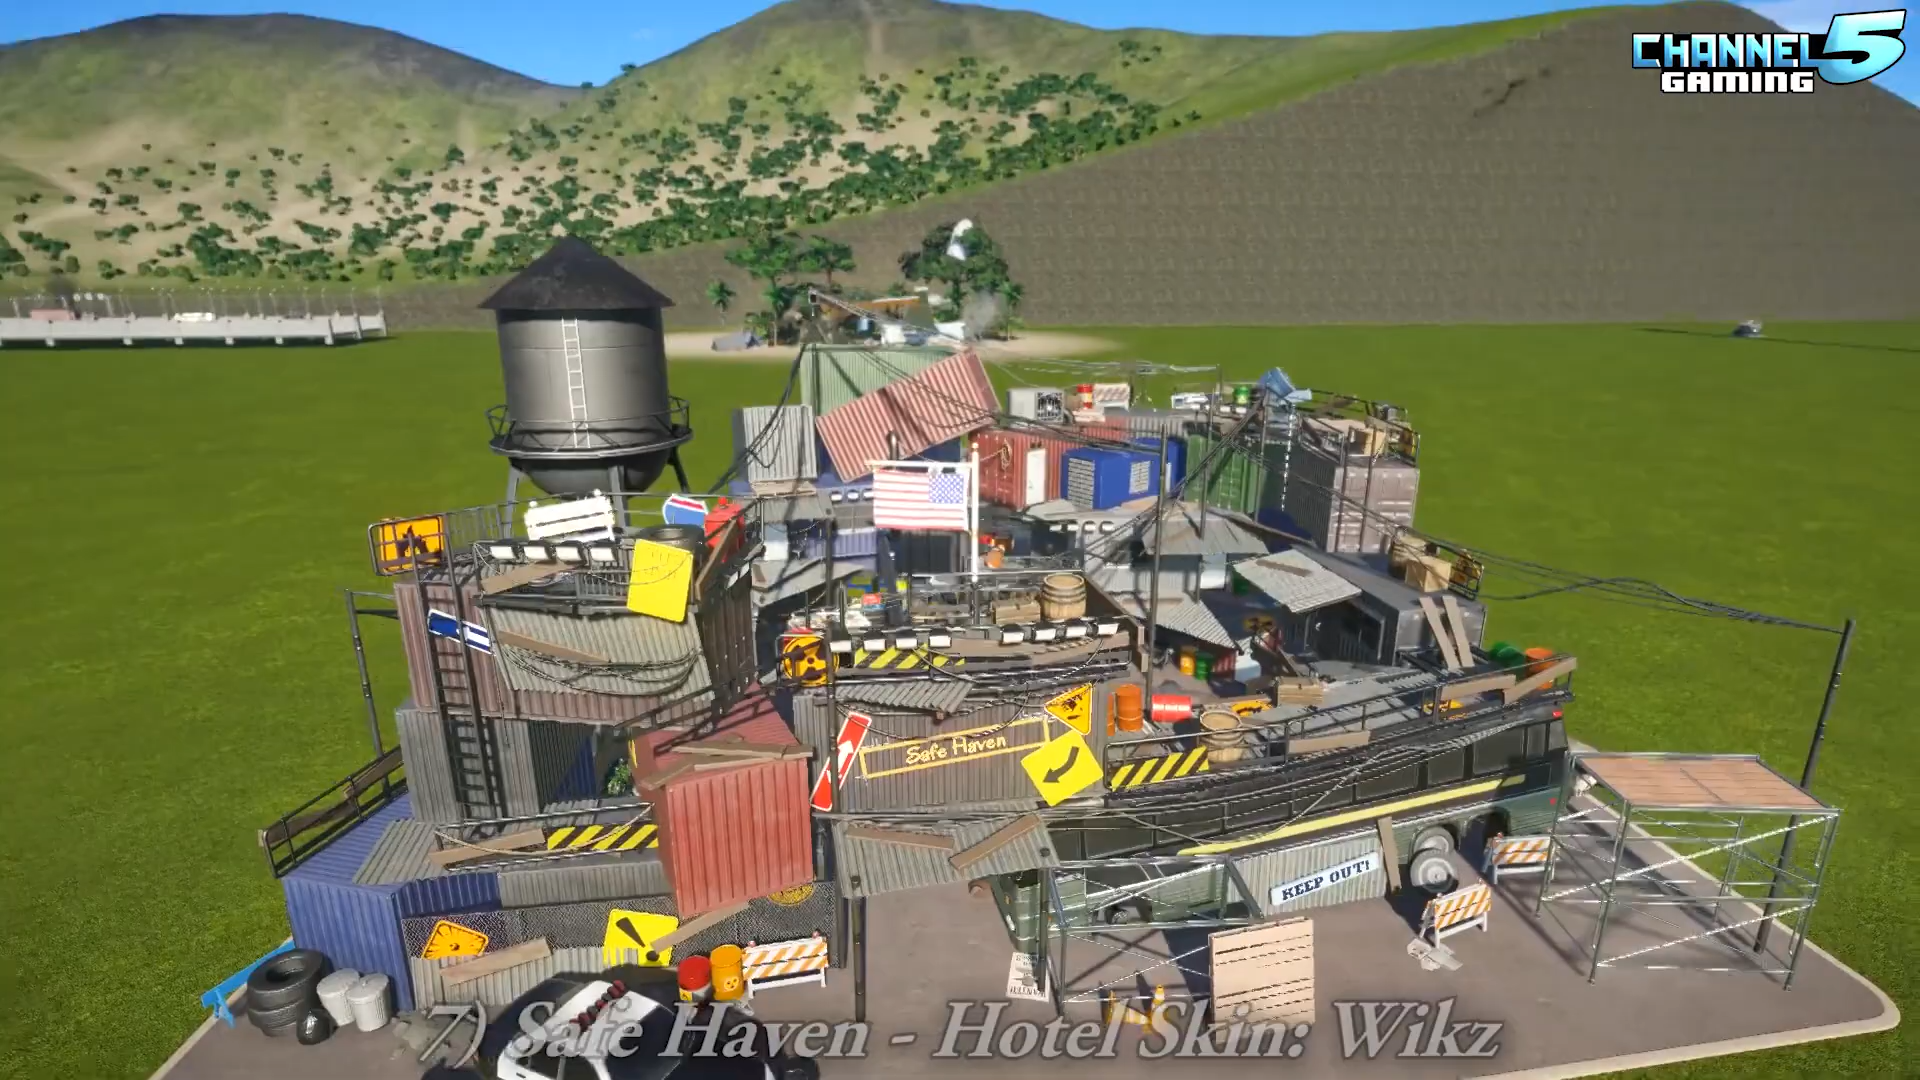 CHANNEL 5
GAMING
Safe Haven
KEEP OUT!
7) Safe Haven - Hotel Skin: Wikz